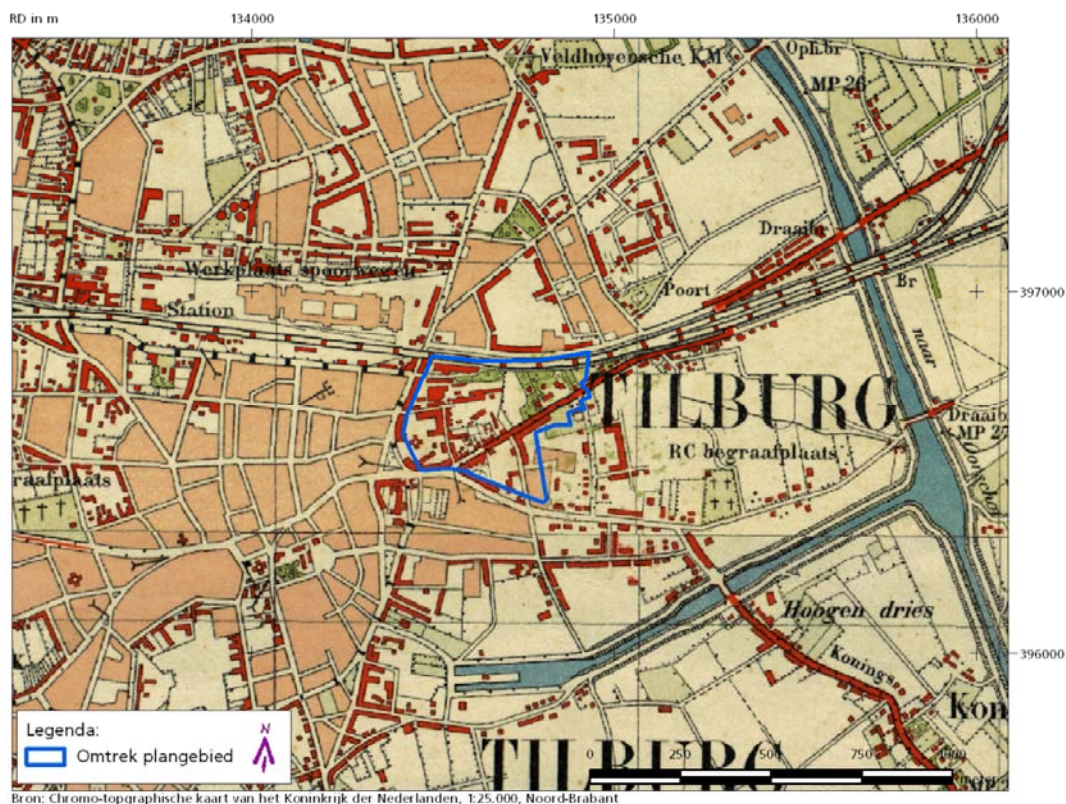 RD in m
134000 135000 136000
Veldhovensche KM
Oph.br
MP 26
Draaibr
Werkplaats spoorwegen
Poort
Br
397000
Station
naar
TILBURG
Draaib
MP 27
RC begraafplaats
raafplaats
Hoogen dries
Konings
396000
Kon
Legenda:
N
Omtrek plangebied
TILBURG
0 250 500 750 1000
Bron: Chromo-topographische kaart van het Koninkrijk der Nederlanden, 1:25.000, Noord-Brabant